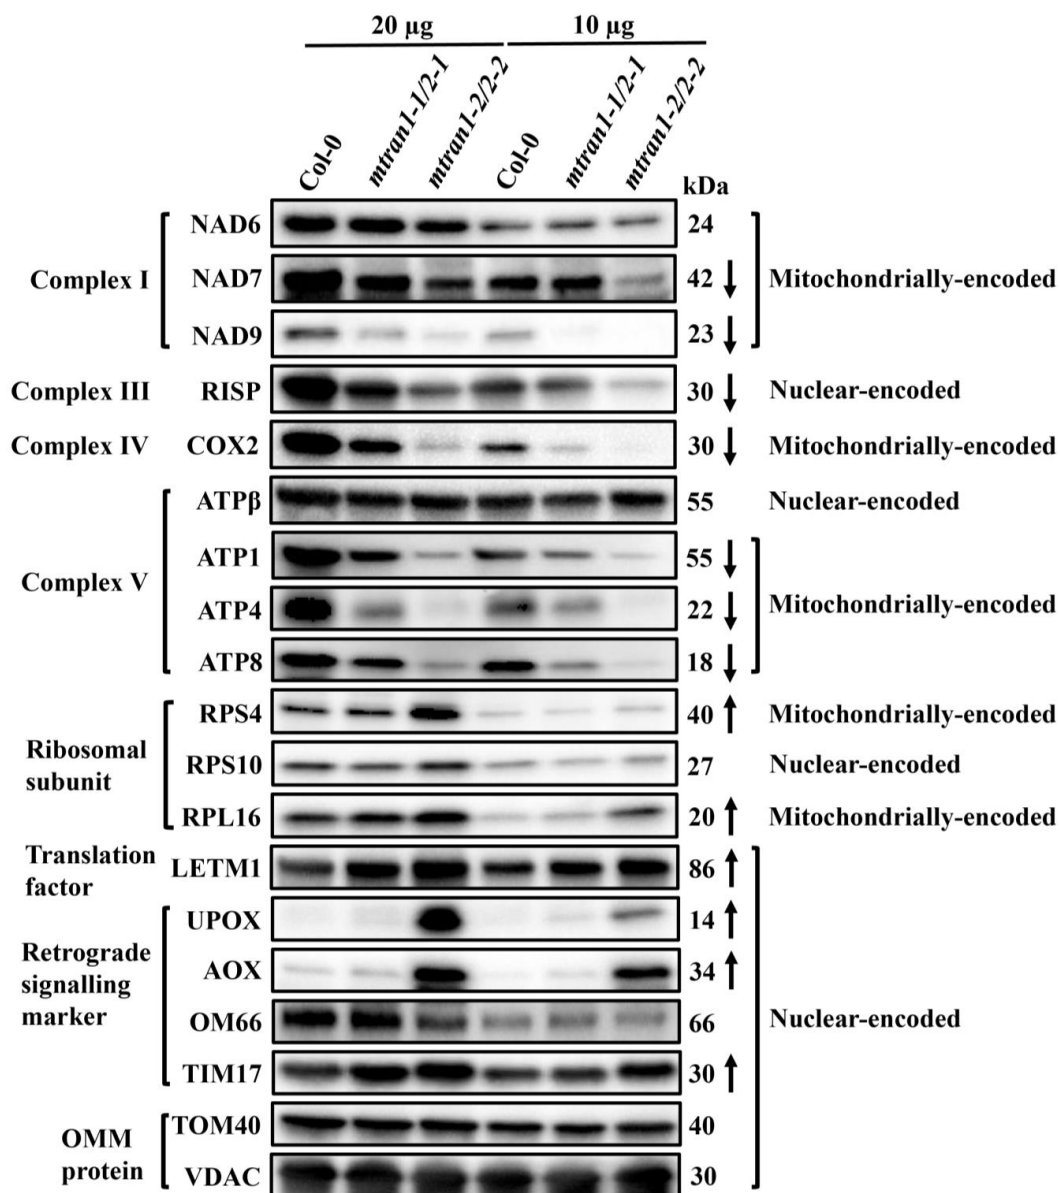 20 µg 10 µg
Col-0 mtran1-1/2-1 mtran1-2/2-2 Col-0 mtran1-1/2-1 mtran1-2/2-2
kDa
NAD6 24
Complex I NAD7 42 ↓ Mitochondrially-encoded
NAD9 23 ↓
Complex III RISP 30 ↓ Nuclear-encoded
Complex IV COX2 30 ↓ Mitochondrially-encoded
ATPβ 55 Nuclear-encoded
ATP1 55 ↓
Complex V
ATP4 22 ↓ Mitochondrially-encoded
ATP8 18 ↓
RPS4 40 ↑ Mitochondrially-encoded
Ribosomal
subunit
RPS10 27 Nuclear-encoded
RPL16 20 ↑ Mitochondrially-encoded
Translation
factor
LETM1 86 ↑
UPOX 14 ↑
Retrograde
signalling
marker
AOX 34 ↑
OM66 66 Nuclear-encoded
TIM17 30 ↑
TOM40 40
OMM
protein
VDAC 30